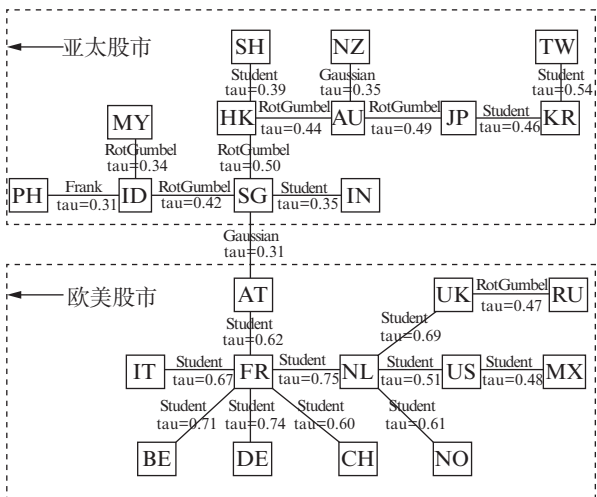 亚太股市
SH
NZ
TW
Student
tau=0.39
Gaussian
tau=0.35
Student
tau=0.54
MY
HK
RotGumbel
tau=0.44
AU
RotGumbel
tau=0.49
JP
Student
tau=0.46
KR
RotGumbel
tau=0.34
RotGumbel
tau=0.50
PH
Frank
tau=0.31
ID
RotGumbel
tau=0.42
SG
Student
tau=0.35
IN
Gaussian
tau=0.31
欧美股市
AT
UK
RotGumbel
tau=0.47
RU
Student
tau=0.62
Student
tau=0.69
IT
Student
tau=0.67
FR
Student
tau=0.75
NL
Student
tau=0.51
US
Student
tau=0.48
MX
Student
tau=0.71
Student
tau=0.74
Student
tau=0.60
Student
tau=0.61
BE
DE
CH
NO